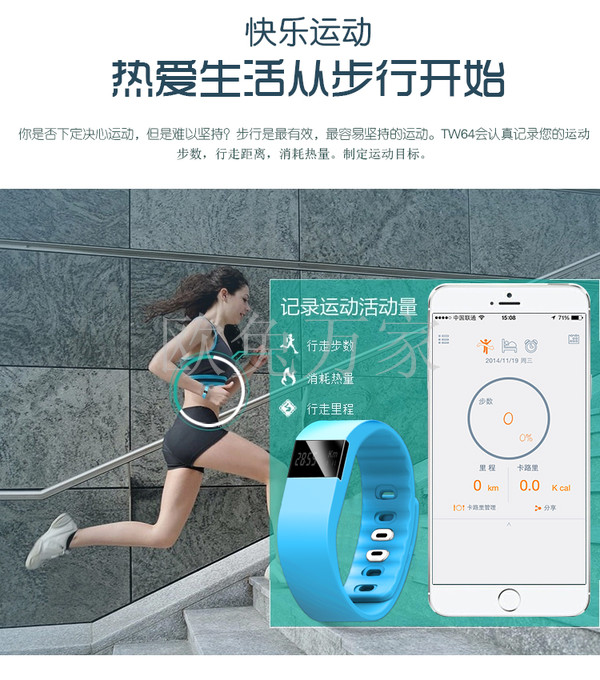 快乐运动
热爱生活从步行开始
你是否下定决心运动，但是难以坚持？步行是最有效，最容易坚持的运动。TW64会认真记录您的运动
步数，行走距离，消耗热量。制定运动目标。
记录运动活动量
行走步数
消耗热量
行走里程
欧兔万家
2855 Km
中国联通 15:08 71%
2014/11/19 周三
步数
0
0%
里 程 卡路里
0 km 0.0 K cal
卡路里管理 分享